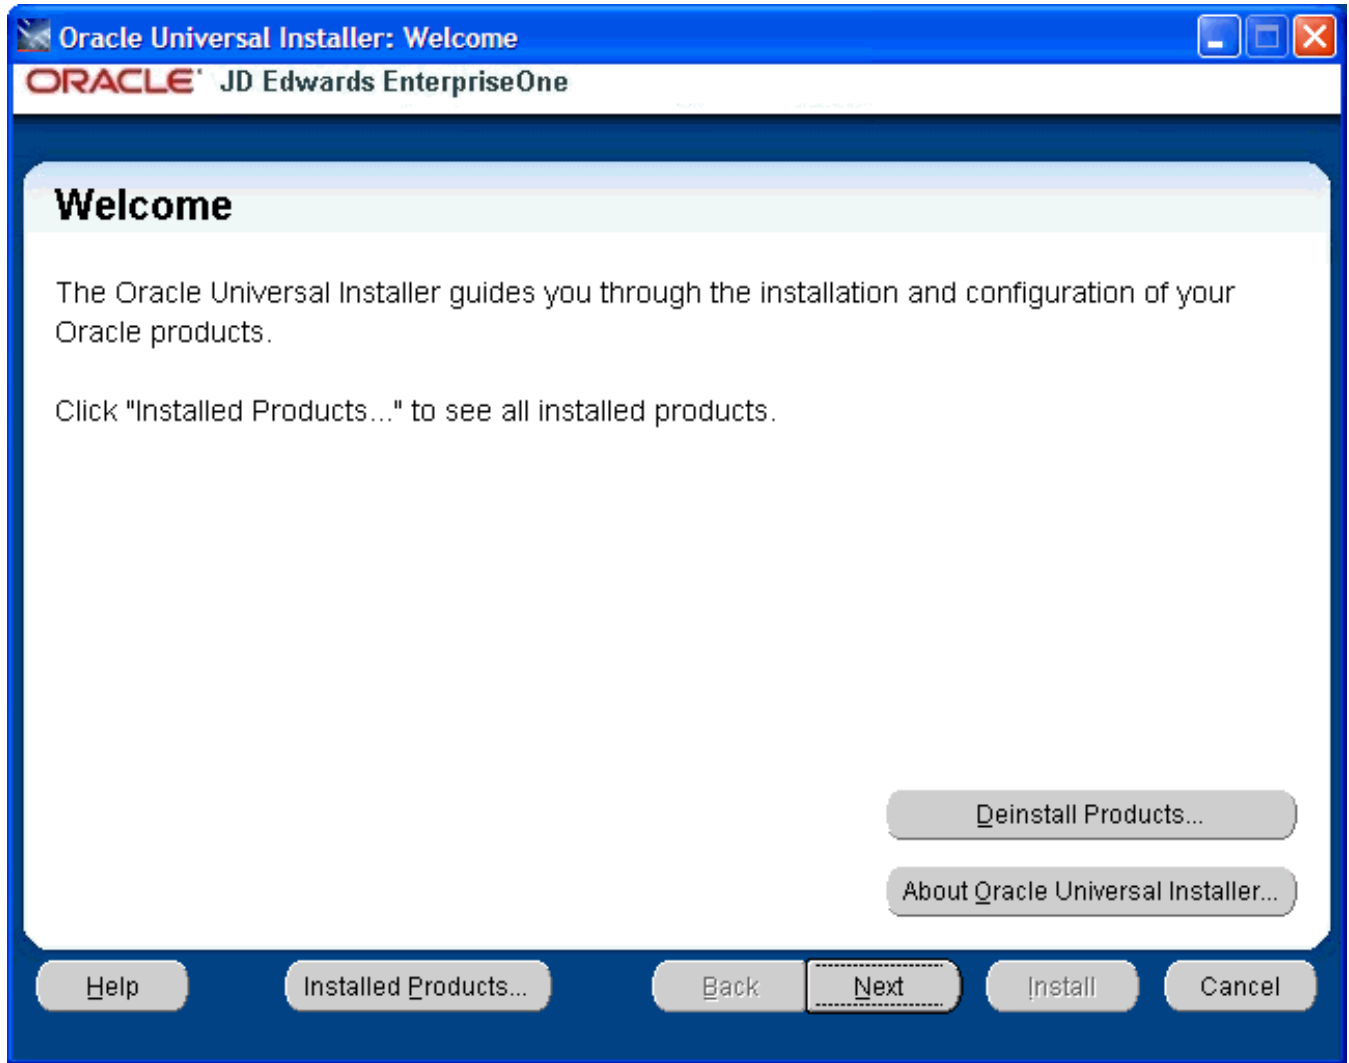 Oracle Universal Installer: Welcome
ORACLE JD Edwards EnterpriseOne
Welcome
The Oracle Universal Installer guides you through the installation and configuration of your
Oracle products.
Click "Installed Products..." to see all installed products.
Deinstall Products...
About Oracle Universal Installer...
Help Installed Products... Back Next Install Cancel